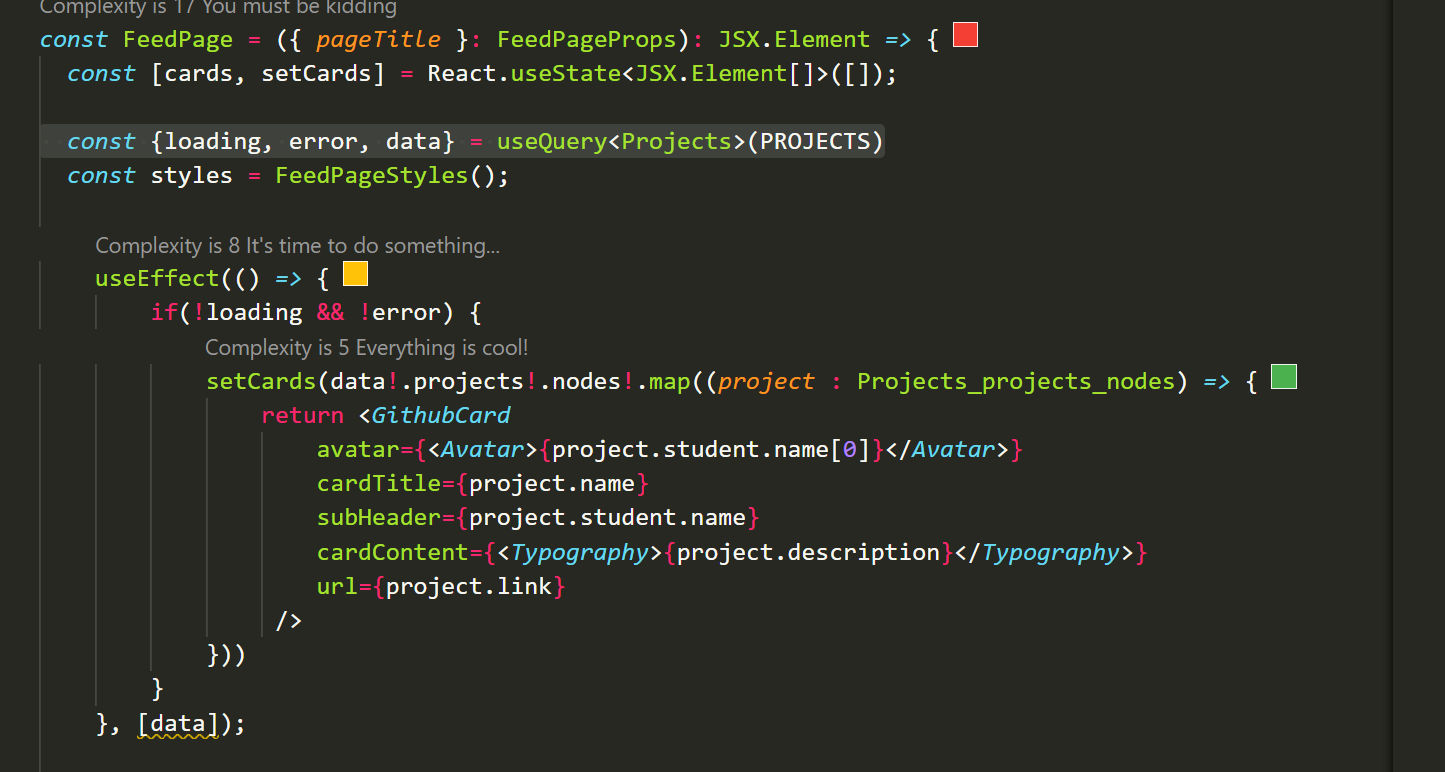 Complexity is 17 You must be kidding
const FeedPage = ({ pageTitle }: FeedPageProps): JSX.Element => {
const [cards, setCards] = React.useState<JSX.Element[]>([]);
const {loading, error, data} = useQuery<Projects>(PROJECTS)
const styles = FeedPageStyles();
Complexity is 8 It's time to do something...
useEffect(() => {
if(!loading && !error) {
Complexity is 5 Everything is cool!
setCards(data!.projects!.nodes!.map((project : Projects_projects_nodes) => {
return <GithubCard
avatar={<Avatar>{project.student.name[0]}</Avatar>}
cardTitle={project.name}
subHeader={project.student.name}
cardContent={<Typography>{project.description}</Typography>}
url={project.link}
/>
}))
}
}, [data]);